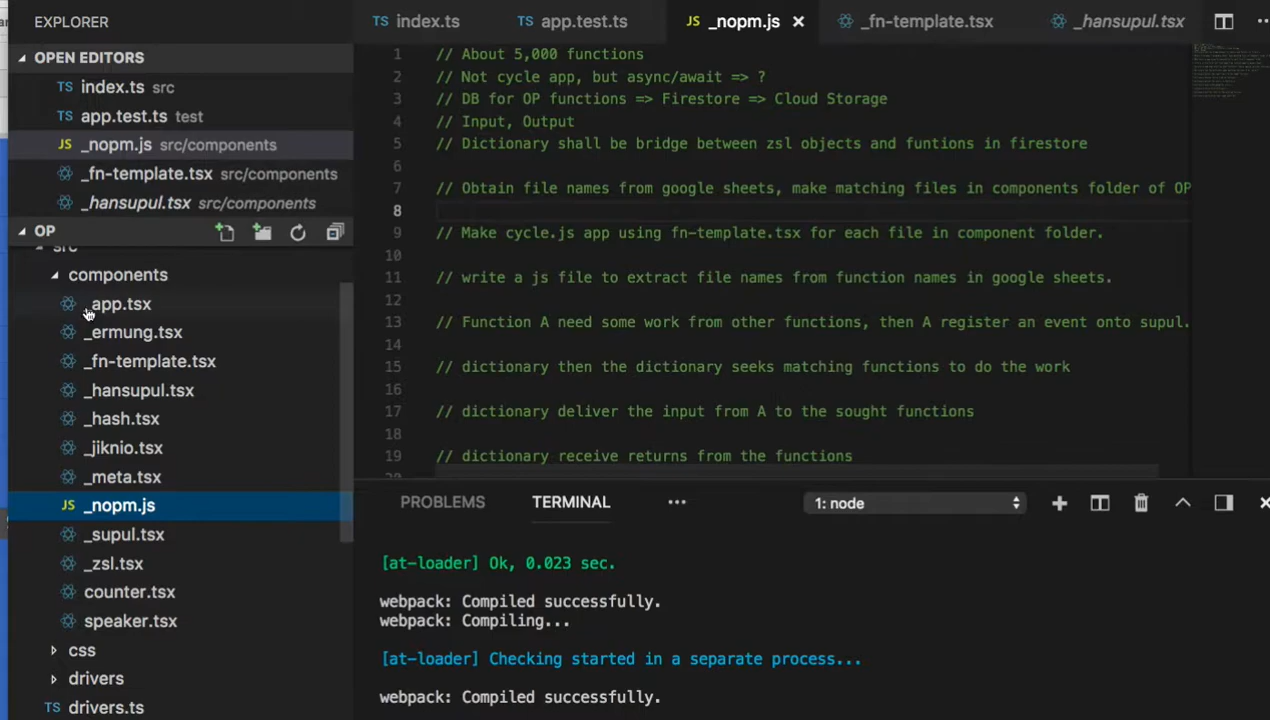 EXPLORER
OPEN EDITORS
TS index.ts src
TS app.test.ts test
JS _nopm.js src/components
_fn-template.tsx src/components
_hansupul.tsx src/components
OP
src
components
_app.tsx
_ermung.tsx
_fn-template.tsx
_hansupul.tsx
_hash.tsx
_jiknio.tsx
_meta.tsx
JS _nopm.js
_supul.tsx
_zsl.tsx
counter.tsx
speaker.tsx
css
drivers
TS drivers.ts
TS index.ts TS app.test.ts JS _nopm.js _fn-template.tsx _hansupul.tsx
1 // About 5,000 functions
2 // Not cycle app, but async/await => ?
3 // DB for OP functions => Firestore => Cloud Storage
4 // Input, Output
5 // Dictionary shall be bridge between zsl objects and funtions in firestore
6
7 // Obtain file names from google sheets, make matching files in components folder of OP
8
9 // Make cycle.js app using fn-template.tsx for each file in component folder.
10
11 // write a js file to extract file names from function names in google sheets.
12
13 // Function A need some work from other functions, then A register an event onto supul.
14
15 // dictionary then the dictionary seeks matching functions to do the work
16
17 // dictionary deliver the input from A to the sought functions
18
19 // dictionary receive returns from the functions
PROBLEMS TERMINAL ••• 1: node
[at-loader] Ok, 0.023 sec.
webpack: Compiled successfully.
webpack: Compiling...
[at-loader] Checking started in a separate process...
webpack: Compiled successfully.